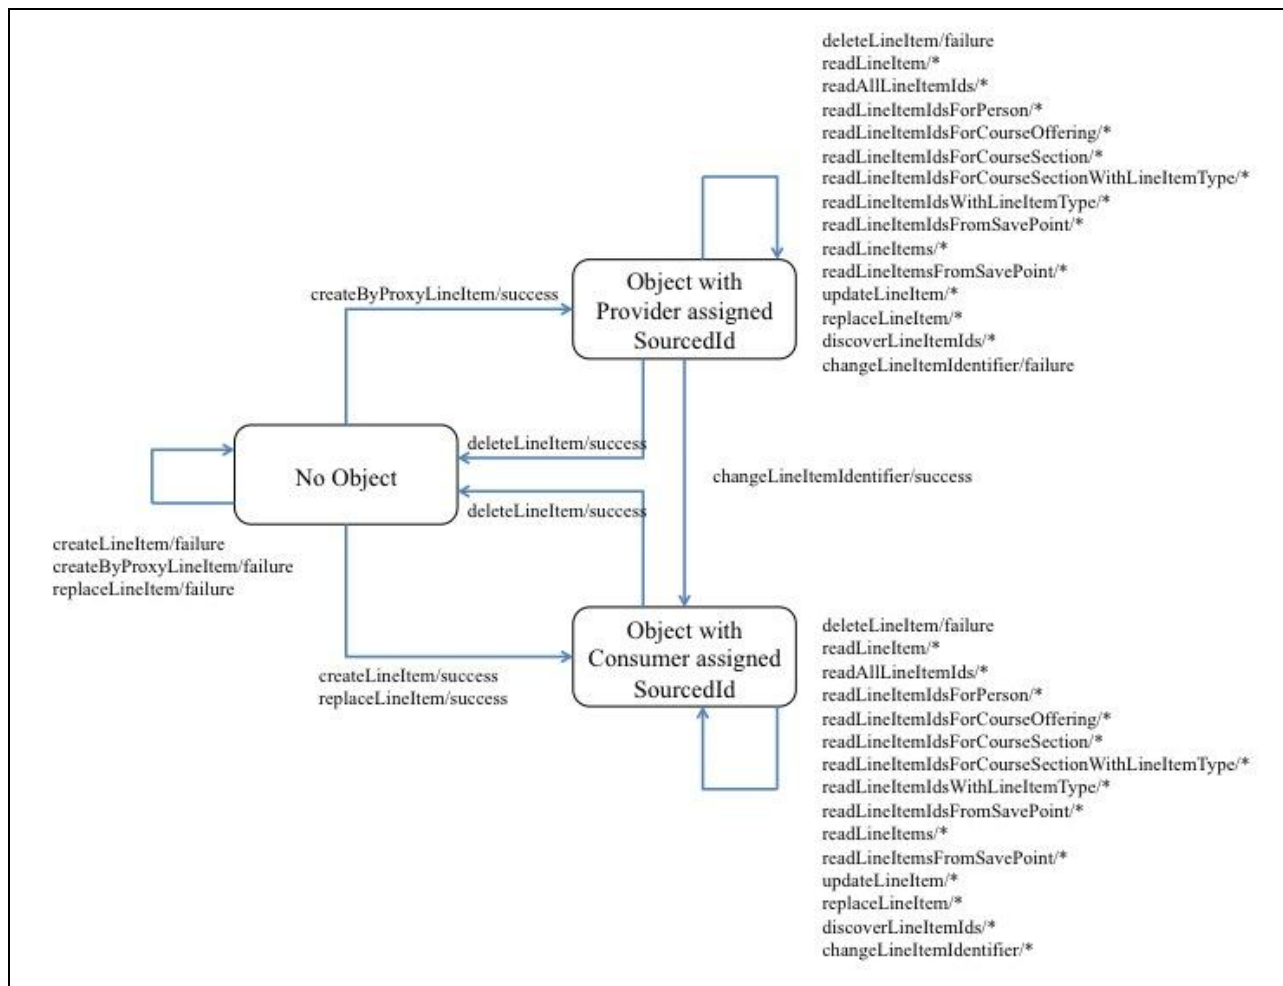 deleteLineItem/failure
readLineItem/*
readAllLineItemIds/*
readLineItemIdsForPerson/*
readLineItemIdsForCourseOffering/*
readLineItemIdsForCourseSection/*
readLineItemIdsForCourseSectionWithLineItemType/*
readLineItemIdsWithLineItemType/*
readLineItemIdsFromSavePoint/*
readLineItems/*
readLineItemsFromSavePoint/*
updateLineItem/*
replaceLineItem/*
discoverLineItemIds/*
changeLineItemIdentifier/failure
Object with
Provider assigned
SourcedId
createByProxyLineItem/success
deleteLineItem/success
No Object
changeLineItemIdentifier/success
deleteLineItem/success
createLineItem/failure
createByProxyLineItem/failure
replaceLineItem/failure
Object with
Consumer assigned
SourcedId
createLineItem/success
replaceLineItem/success
deleteLineItem/failure
readLineItem/*
readAllLineItemIds/*
readLineItemIdsForPerson/*
readLineItemIdsForCourseOffering/*
readLineItemIdsForCourseSection/*
readLineItemIdsForCourseSectionWithLineItemType/*
readLineItemIdsWithLineItemType/*
readLineItemIdsFromSavePoint/*
readLineItems/*
readLineItemsFromSavePoint/*
updateLineItem/*
replaceLineItem/*
discoverLineItemIds/*
changeLineItemIdentifier/*